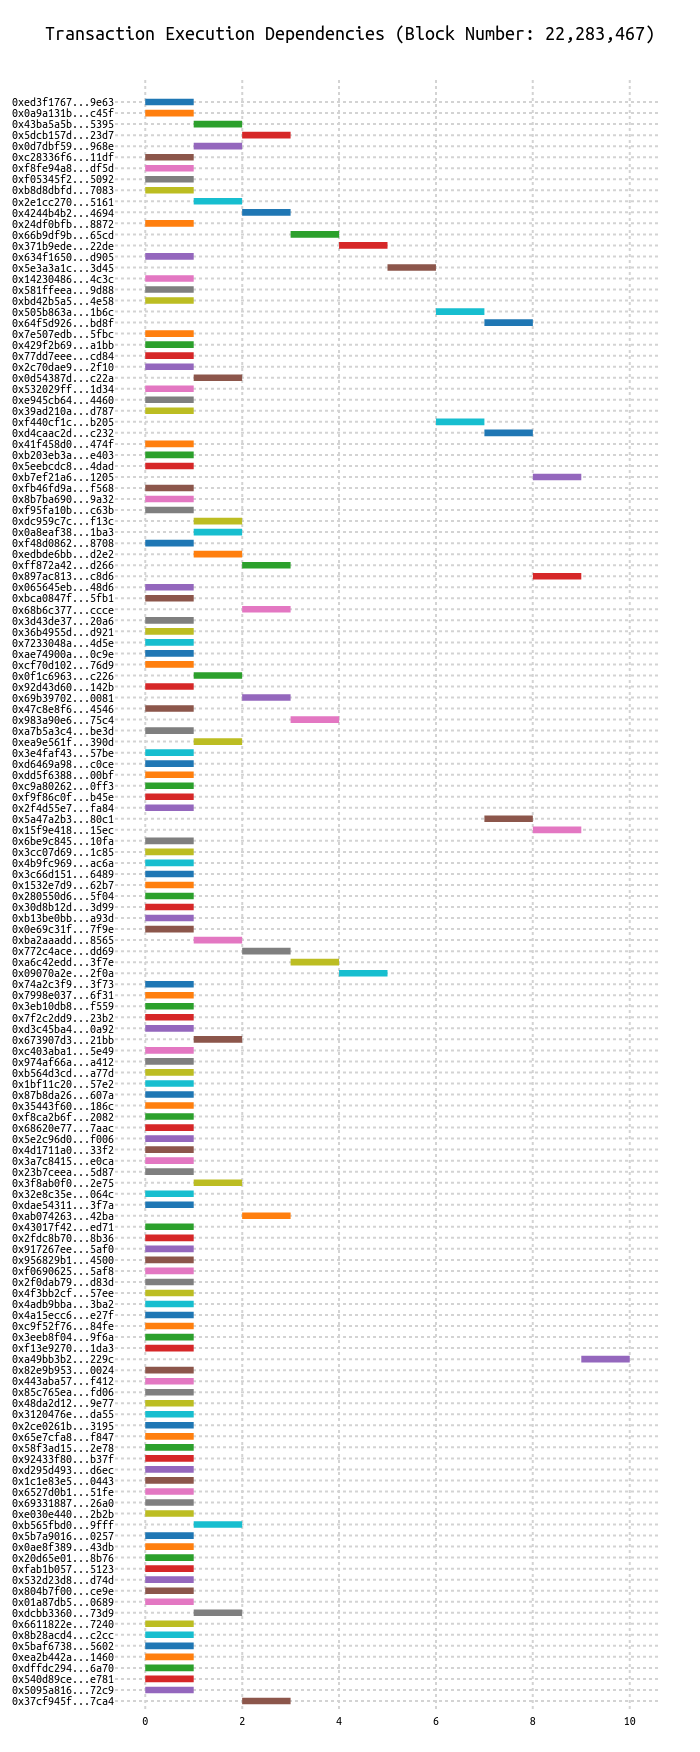 Transaction Execution Dependencies (Block Number: 22,283,467)
0xed3f1767...9e63
0x0a9a131b...c45f
0x43ba5a5b...5395
0x5dcb157d...23d7
0x0d7dbf59...968e
0xc28336f6...11df
0xf8fe94a8...df5d
0xf05345f2...5092
0xb8d8dbfd...7083
0x2e1cc270...5161
0x4244b4b2...4694
0x24df0bfb...8872
0x66b9df9b...65cd
0x371b9ede...22de
0x634f1650...d905
0x5e3a3a1c...3d45
0x14230486...4c3c
0x581ffeea...9d88
0xbd42b5a5...4e58
0x505b863a...1b6c
0x64f5d926...bd8f
0x7e507edb...5fbc
0x429f2b69...a1bb
0x77dd7eee...cd84
0x2c70dae9...2f10
0x0d54387d...c22a
0x532029ff...1d34
0xe945cb64...4460
0x39ad210a...d787
0xf440cf1c...b205
0xd4caac2d...c232
0x41f458d0...474f
0xb203eb3a...e403
0x5eebcdc8...4dad
0xb7ef21a6...1205
0xfb46fd9a...f568
0x8b7ba690...9a32
0xf95fa10b...c63b
0xdc959c7c...f13c
0x0a8eaf38...1ba3
0xf48d0862...8708
0xedbde6bb...d2e2
0xff872a42...d266
0x897ac813...c8d6
0x065645eb...48d6
0xbca0847f...5fb1
0x68b6c377...ccce
0x3d43de37...20a6
0x36b4955d...d921
0x7233048a...4d5e
0xae74900a...0c9e
0xcf70d102...76d9
0x0f1c6963...c226
0x92d43d60...142b
0x69b39702...0081
0x47c8e8f6...4546
0x983a90e6...75c4
0xa7b5a3c4...be3d
0xea9e561f...390d
0x3e4faf43...57be
0xd6469a98...c0ce
0xdd5f6388...00bf
0xc9a80262...0ff3
0xf9f86c0f...b45e
0x2f4d55e7...fa84
0x5a47a2b3...80c1
0x15f9e418...15ec
0x6be9c845...10fa
0x3cc07d69...1c85
0x4b9fc969...ac6a
0x3c66d151...6489
0x1532e7d9...62b7
0x280550d6...5f04
0x30d8b12d...3d99
0xb13be0bb...a93d
0x0e69c31f...7f9e
0xba2aaadd...8565
0x772c4ace...dd69
0xa6c42edd...3f7e
0x09070a2e...2f0a
0x74a2c3f9...3f73
0x7998e037...6f31
0x3eb10db8...f559
0x7f2c2dd9...23b2
0xd3c45ba4...0a92
0x673907d3...21bb
0xc403aba1...5e49
0x974af66a...a412
0xb564d3cd...a77d
0x1bf11c20...57e2
0x87b8da26...607a
0x35443f60...186c
0xf8ca2b6f...2082
0x68620e77...7aac
0x5e2c96d0...f006
0x4d1711a0...33f2
0x3a7c8415...e0ca
0x23b7ceea...5d87
0x3f8ab0f0...2e75
0x32e8c35e...064c
0xdae54311...3f7a
0xab074263...42ba
0x43017f42...ed71
0x2fdc8b70...8b36
0x917267ee...5af0
0x956829b1...4500
0xf0690625...5af8
0x2f0dab79...d83d
0x4f3bb2cf...57ee
0x4adb9bba...3ba2
0x4a15ecc6...e27f
0xc9f52f76...84fe
0x3eeb8f04...9f6a
0xf13e9270...1da3
0xa49bb3b2...229c
0x82e9b953...0024
0x443aba57...f412
0x85c765ea...fd06
0x48da2d12...9e77
0x3120476e...da55
0x2ce0261b...3195
0x65e7cfa8...f847
0x58f3ad15...2e78
0x92433f80...b37f
0xd295d493...d6ec
0x1c1e83e5...0443
0x6527d0b1...51fe
0x69331887...26a0
0xe030e440...2b2b
0xb565fbd0...9fff
0x5b7a9016...0257
0x0ae8f389...43db
0x20d65e01...8b76
0xfab1b057...5123
0x532d23d8...d74d
0x804b7f00...ce9e
0x01a87db5...0689
0xdcbb3360...73d9
0x6611822e...7240
0x8b28acd4...c2cc
0x5baf6738...5602
0xea2b442a...1460
0xdffdc294...6a70
0x540d89ce...e781
0x5095a816...72c9
0x37cf945f...7ca4
0 2 4 6 8 10